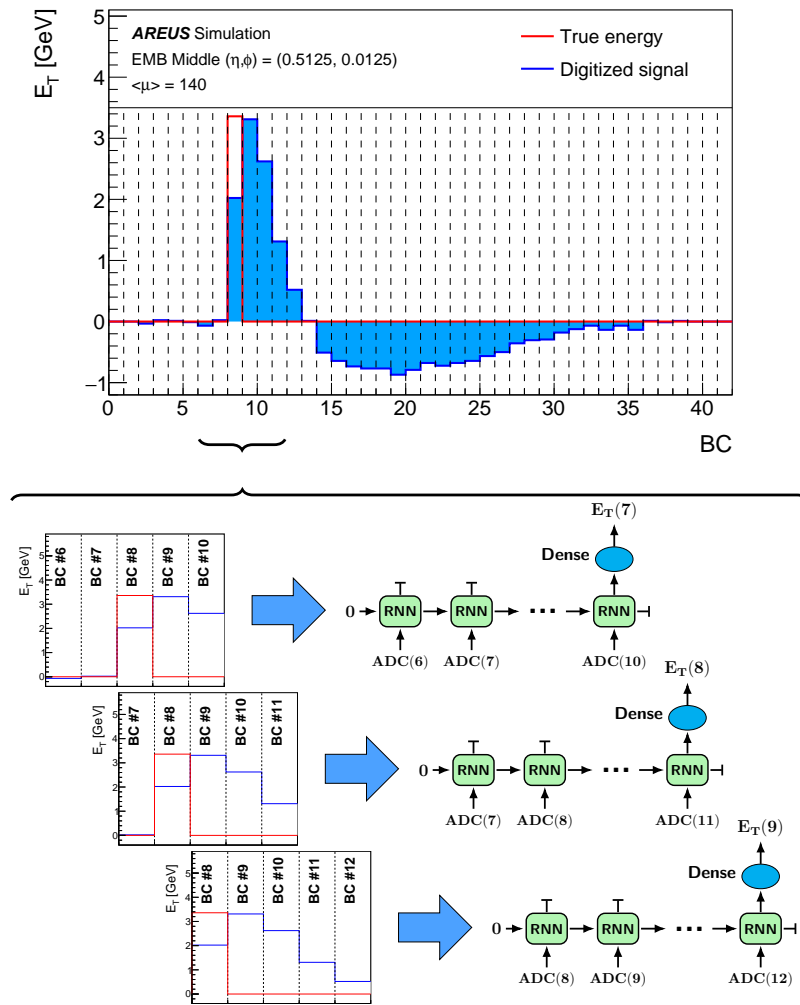 AREUS Simulation
EMB Middle (η,ϕ) = (0.5125, 0.0125)
<μ> = 140
True energy
Digitized signal
E_T [GeV]
5
4
3
2
1
0
−1
0 5 10 15 20 25 30 35 40
BC
E_T [GeV]
5
4
3
2
1
0
BC #6
BC #7
BC #8
BC #9
BC #10
E_T(7)
Dense
0 RNN RNN ... RNN
ADC(6) ADC(7) ADC(10)
E_T [GeV]
5
4
3
2
1
0
BC #7
BC #8
BC #9
BC #10
BC #11
E_T(8)
Dense
0 RNN RNN ... RNN
ADC(7) ADC(8) ADC(11)
E_T [GeV]
5
4
3
2
1
0
BC #8
BC #9
BC #10
BC #11
BC #12
E_T(9)
Dense
0 RNN RNN ... RNN
ADC(8) ADC(9) ADC(12)